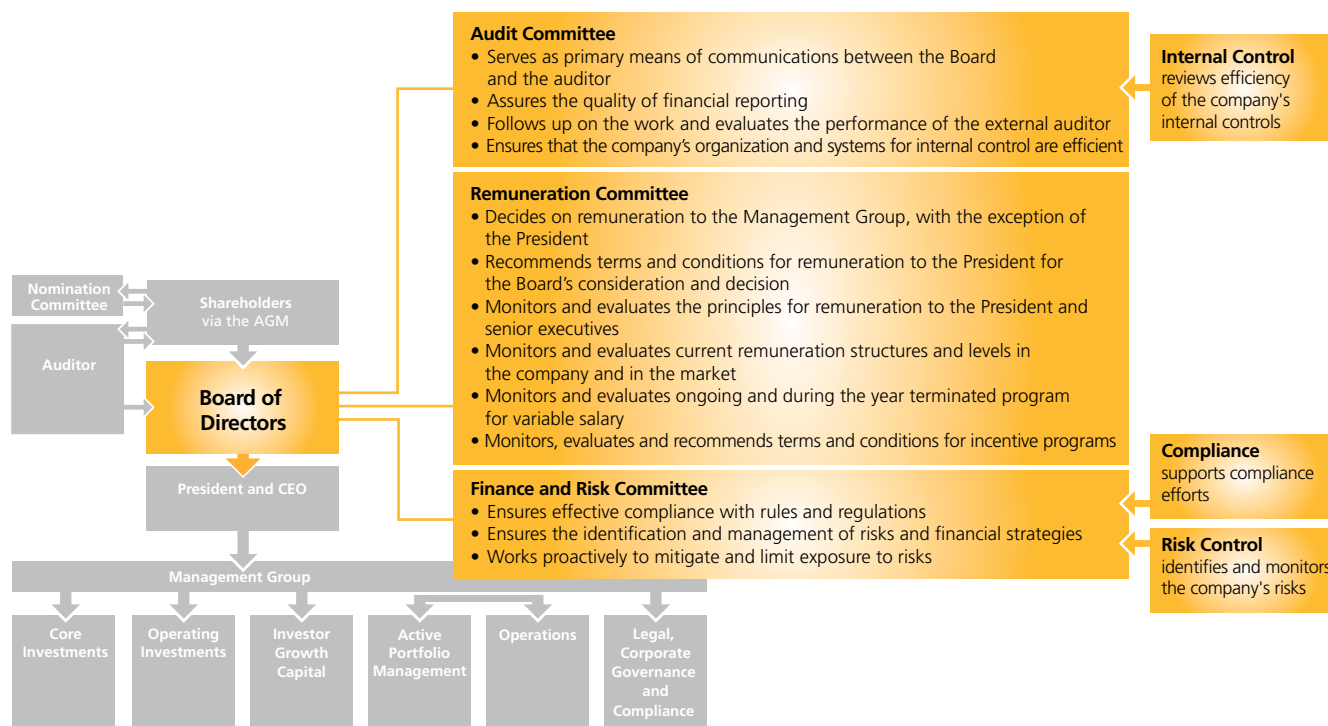 Audit Committee
• Serves as primary means of communications between the Board
and the auditor
• Assures the quality of financial reporting
• Follows up on the work and evaluates the performance of the external auditor
• Ensures that the company’s organization and systems for internal control are efficient
Internal Control
reviews efficiency
of the company's
internal controls
Remuneration Committee
• Decides on remuneration to the Management Group, with the exception of
the President
• Recommends terms and conditions for remuneration to the President for
the Board’s consideration and decision
• Monitors and evaluates the principles for remuneration to the President and
senior executives
• Monitors and evaluates current remuneration structures and levels in
the company and in the market
• Monitors and evaluates ongoing and during the year terminated program
for variable salary
• Monitors, evaluates and recommends terms and conditions for incentive programs
Nomination
Committee
Shareholders
via the AGM
Auditor
Board of
Directors
President and CEO
Finance and Risk Committee
• Ensures effective compliance with rules and regulations
• Ensures the identification and management of risks and financial strategies
• Works proactively to mitigate and limit exposure to risks
Compliance
supports compliance
efforts
Risk Control
identifies and monitors
the company's risks
Management Group
Core
Investments
Operating
Investments
Investor
Growth
Capital
Active
Portfolio
Management
Operations
Legal,
Corporate
Governance
and
Compliance